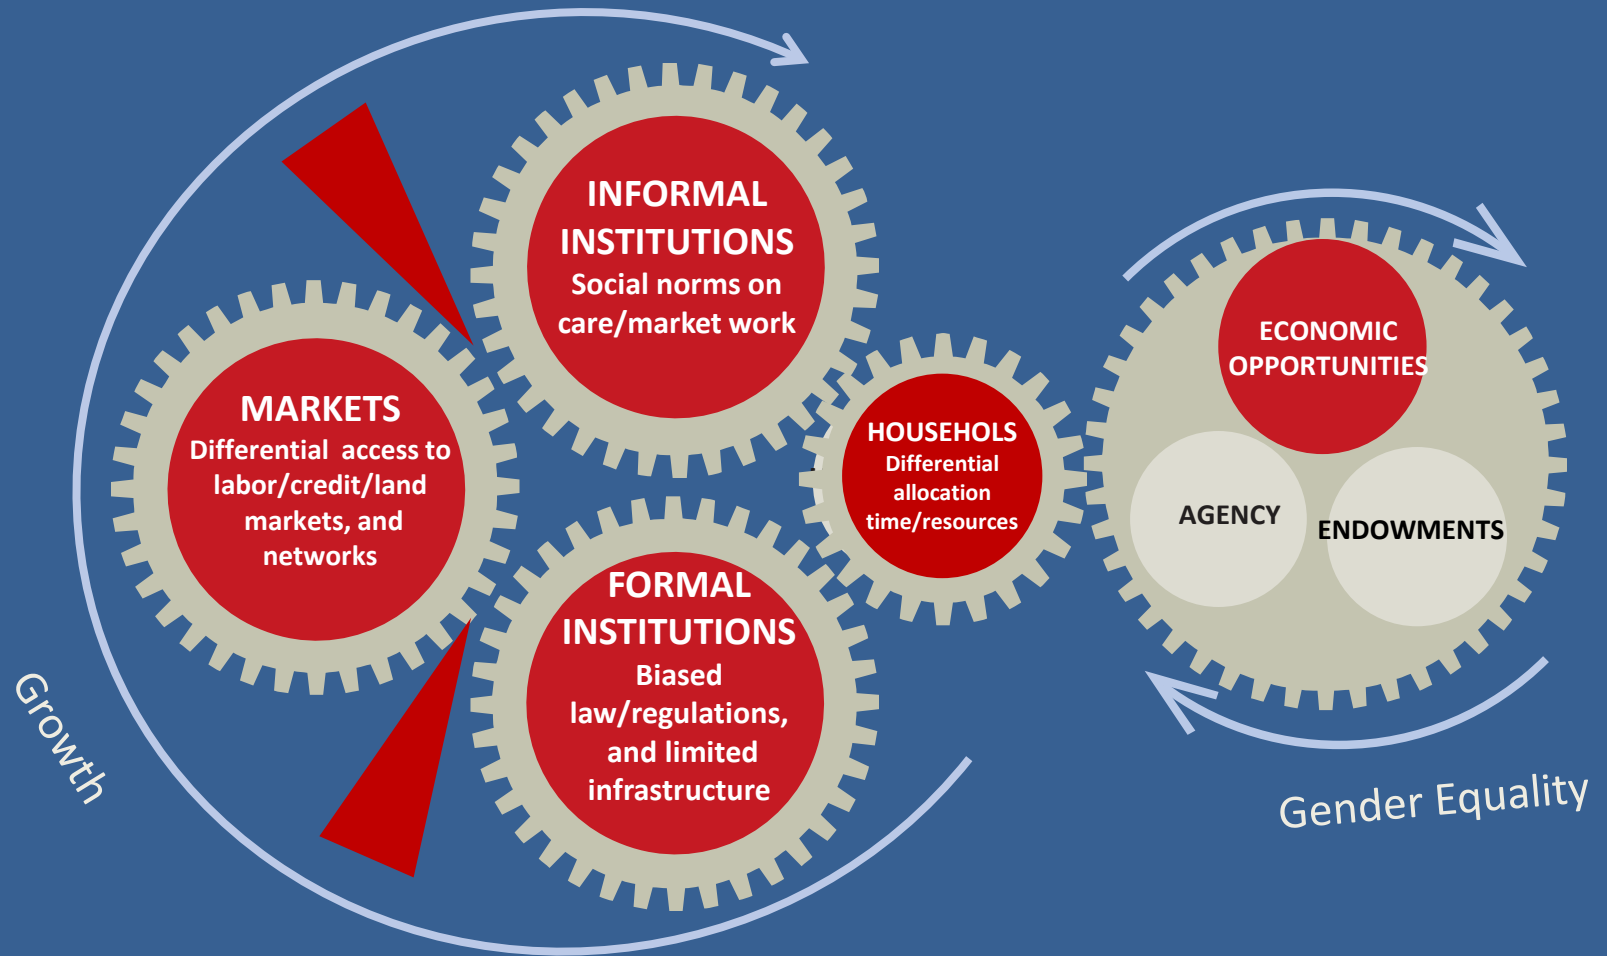 INFORMAL
INSTITUTIONS
Social norms on
care/market work
MARKETS
Differential  access to
labor/credit/land
markets, and
networks
HOUSEHOLS
Differential
allocation
time/resources
FORMAL
INSTITUTIONS
Biased
law/regulations,
and limited
infrastructure
ECONOMIC
OPPORTUNITIES
AGENCY
ENDOWMENTS
Growth
Gender Equality